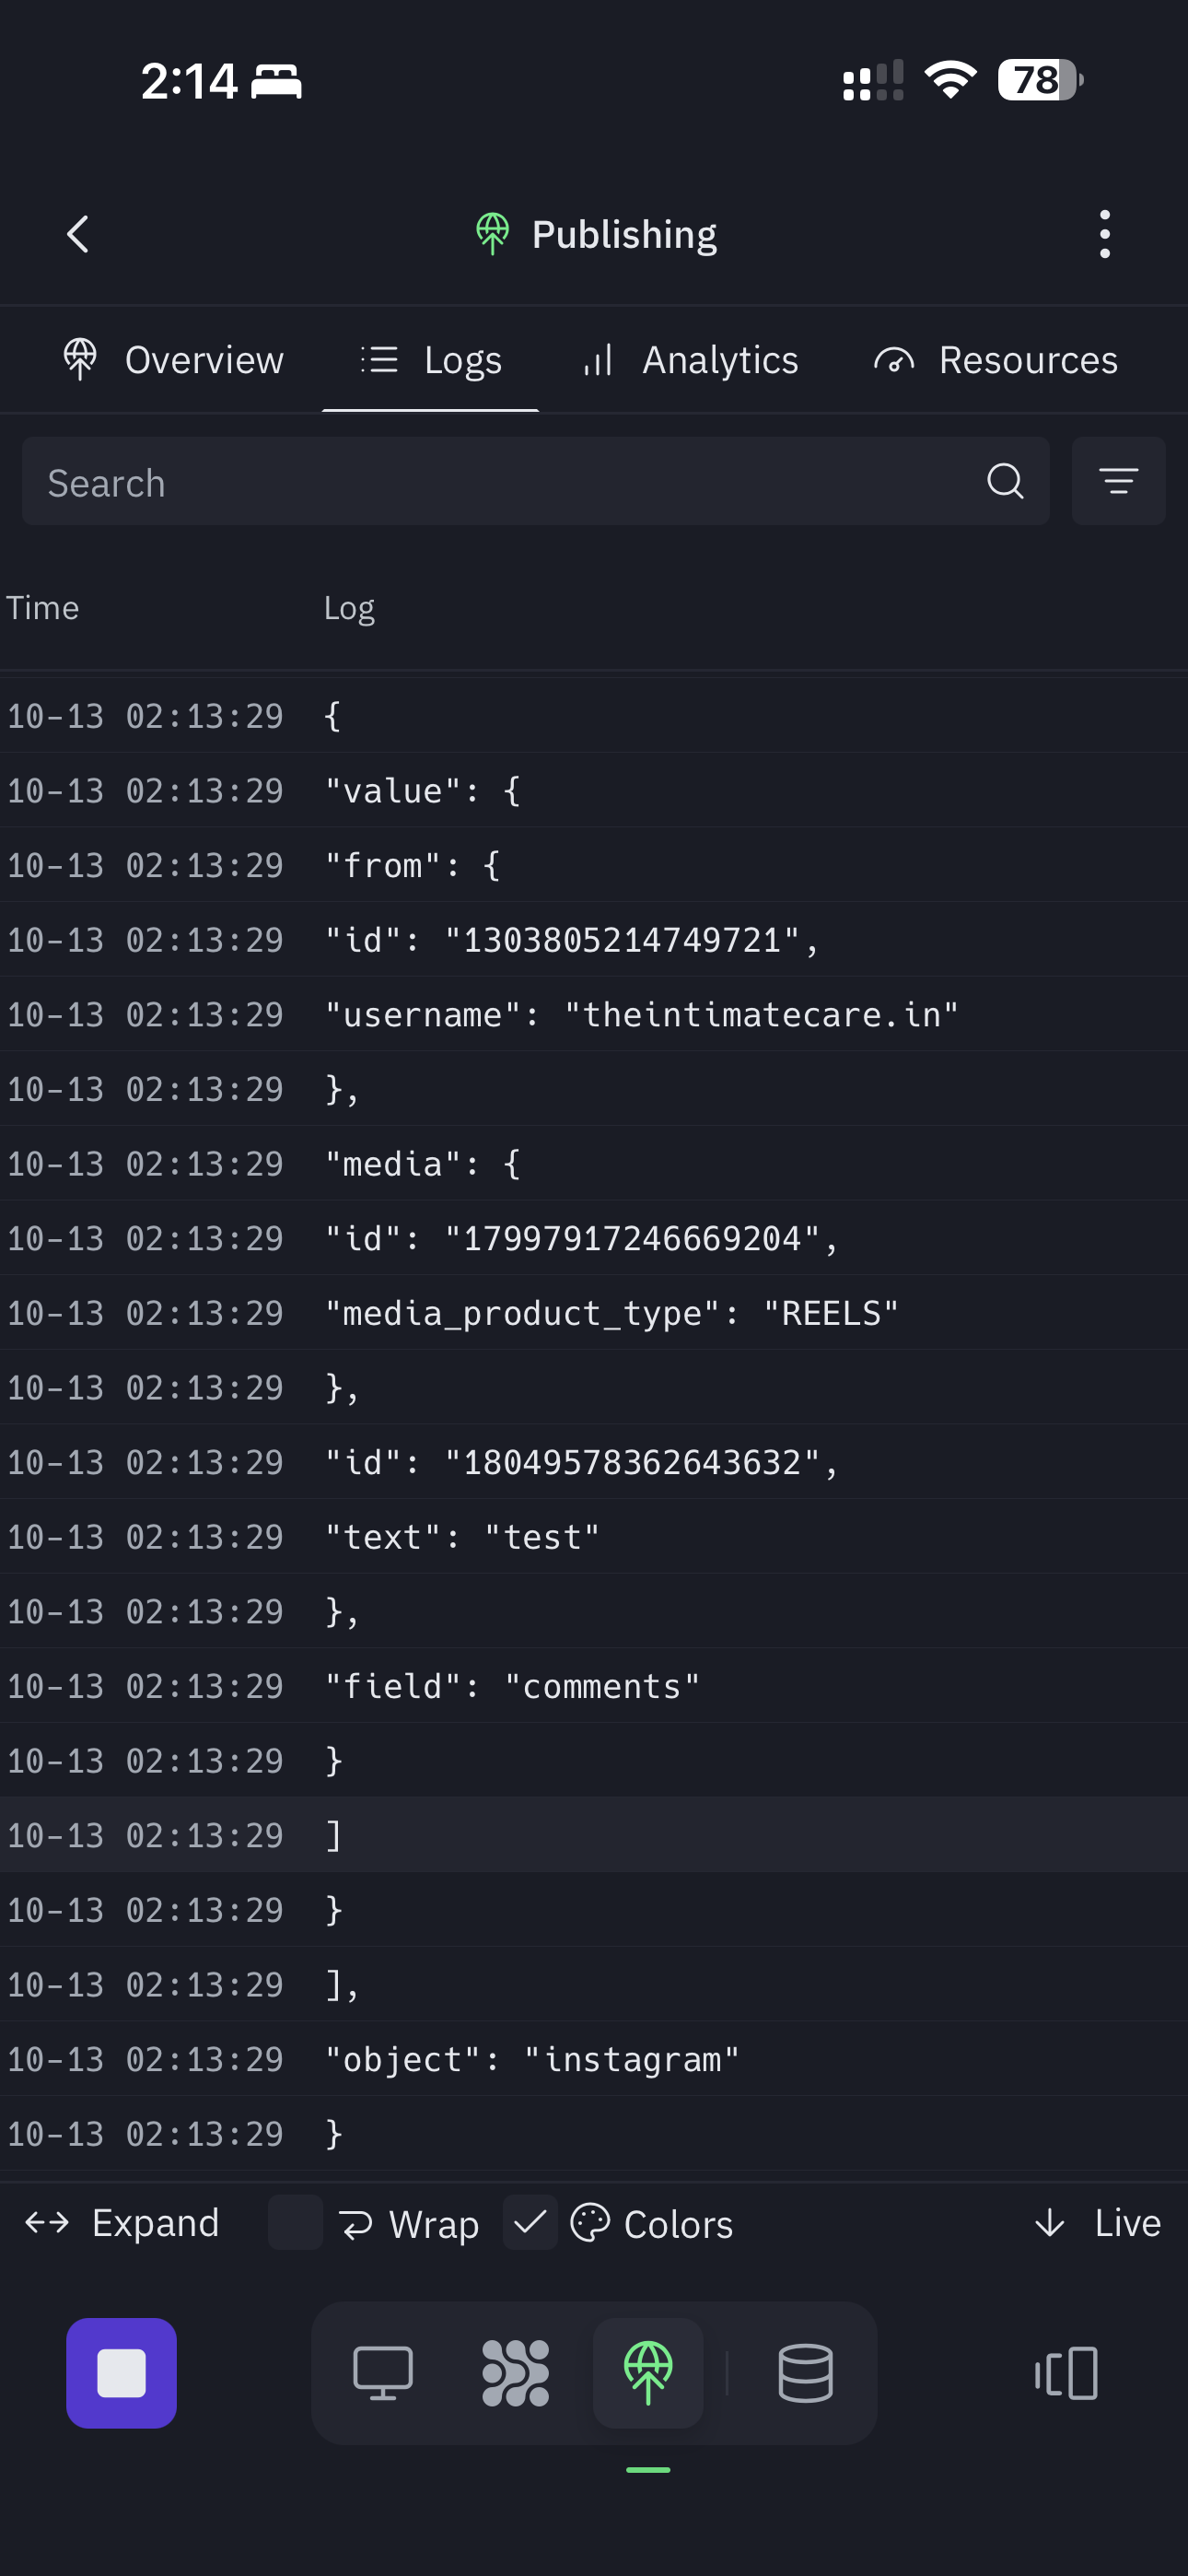 2:14
78
Publishing
Overview Logs Analytics Resources
Search
Time Log
10-13 02:13:29 {
10-13 02:13:29 "value": {
10-13 02:13:29 "from": {
10-13 02:13:29 "id": "1303805214749721",
10-13 02:13:29 "username": "theintimatecare.in"
10-13 02:13:29 },
10-13 02:13:29 "media": {
10-13 02:13:29 "id": "17997917246669204",
10-13 02:13:29 "media_product_type": "REELS"
10-13 02:13:29 },
10-13 02:13:29 "id": "18049578362643632",
10-13 02:13:29 "text": "test"
10-13 02:13:29 },
10-13 02:13:29 "field": "comments"
10-13 02:13:29 }
10-13 02:13:29 ]
10-13 02:13:29 }
10-13 02:13:29 ],
10-13 02:13:29 "object": "instagram"
10-13 02:13:29 }
Expand Wrap Colors Live